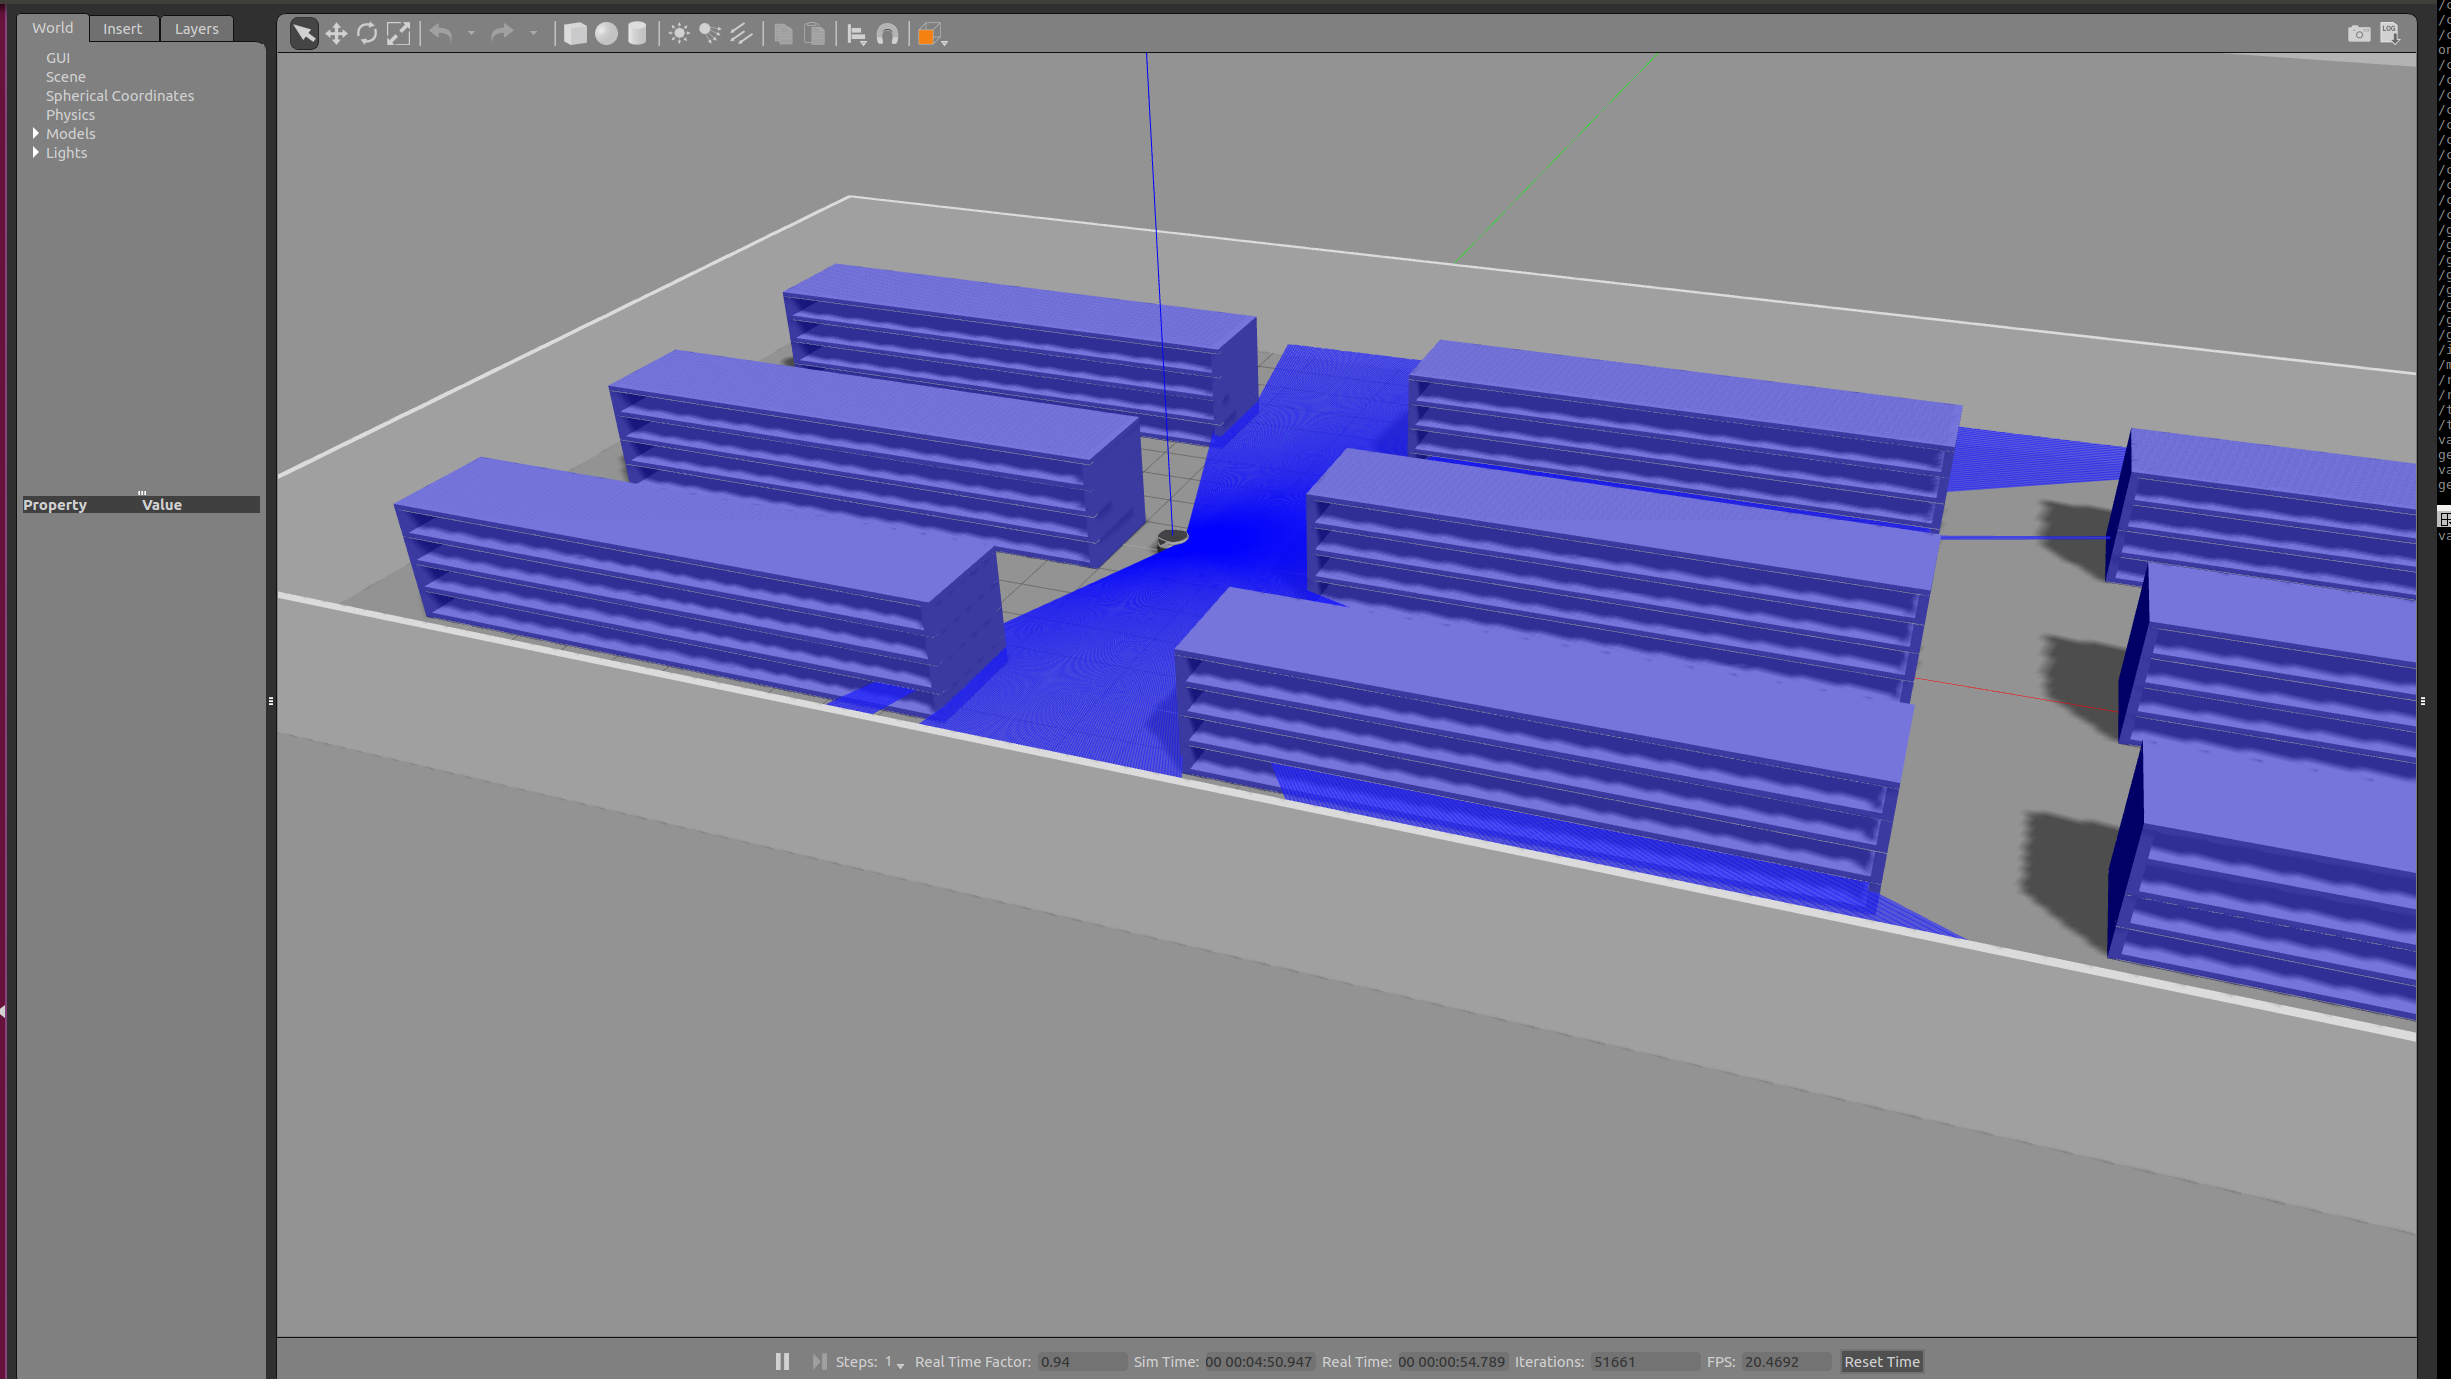 World Insert Layers
GUI
Scene
Spherical Coordinates
Physics
Models
Lights
Property Value
LOG
Steps: 1 Real Time Factor: 0.94 Sim Time: 00 00:04:50.947 Real Time: 00 00:00:54.789 Iterations: 51661 FPS: 20.4692 Reset Time